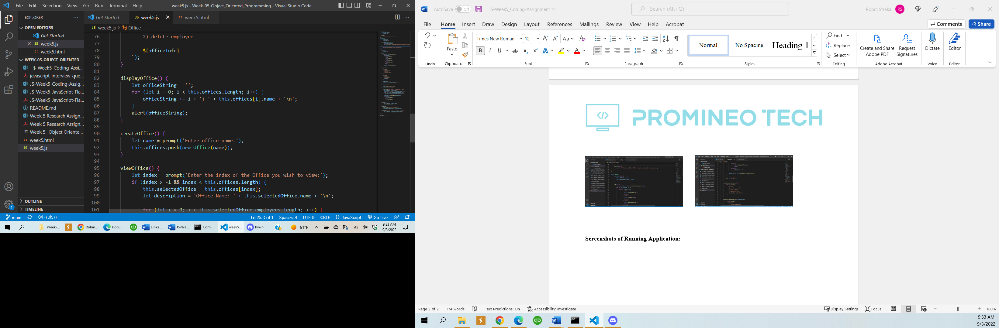 File Edit Selection View Go Run Terminal Help
week5.js - Week-05-Object_Oriented_Programming - Visual Studio Code
EXPLORER
Get Started
JS week5.js
week5.html
JS week5.js > Office
OPEN EDITORS
Get Started
JS week5.js
week5.html
WEEK-05-OBJECT_ORIENTED...
~$-Week5_Coding-Assi...
javascript-interview-que...
JS-Week5_Coding-Assig...
JS-Week5_JavaScript-Fla...
JS-Week5_JavaScript-Fla...
README.md
Week 5 Research Assign...
Week 5 Research Assign...
Week 5_ Object Oriente...
week5.html
JS week5.js
OUTLINE
TIMELINE
76 2) delete employee
77 -----------------------
78 ${officeInfo}
79 `);
80 }
81
82 displayOffice() {
83 let officeString = '';
84 for (let i = 0; i < this.offices.length; i++) {
85 officeString += i + ') ' + this.offices[i].name + '\n';
86 }
87 alert(officeString);
88 }
89
90 createOffice() {
91 let name = prompt('Enter office name:');
92 this.offices.push(new Office(name));
93 }
94
95 viewOffice() {
96 let index = prompt('Enter the index of the Office you wish to view:');
97 if (index > -1 && index < this.offices.length) {
98 this.selectedOffice = this.offices[index];
99 let description = 'Office Name: ' + this.selectedOffice.name + '\n';
100
101 for (let i = 0; i < this.selectedOffice.employees.length; i++) {
1
main 0 0 Ln 25, Col 1 Spaces: 4 UTF-8 CRLF {} JavaScript Go Live
Week-... Robin... Docu... qb Links ... JS-We... Com... week5... hw-h... 61°F 9:33 AM
9/3/2022
AutoSave Off JS-Week5_Coding-Assignment Search (Alt+Q) Robin Straka RS
File Home Insert Draw Design Layout References Mailings Review View Help Acrobat Comments Share
Times New Roman 12 Aa
Paste
B I U ab
Normal No Spacing Heading 1
Find
Replace
Select
Create and Share Adobe PDF
Request Signatures
Dictate
Editor
Undo Clipboard Font Paragraph Styles Editing Adobe Acrobat Voice Editor
</> PROMINEO TECH
Screenshots of Running Application:
Page 2 of 2 174 words Text Predictions: On Accessibility: Investigate Display Settings Focus 100%
qb
9:33 AM
9/3/2022